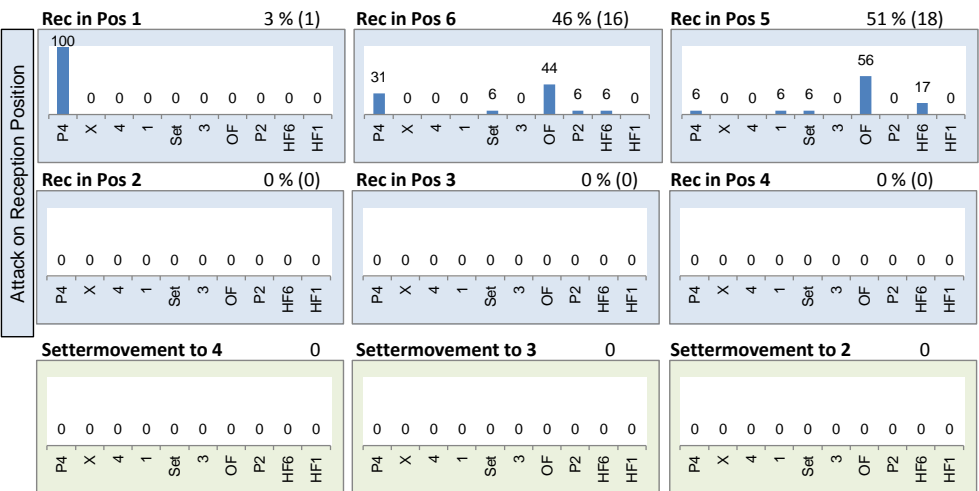 Attack on Reception Position
Rec in Pos 1 3 % (1)
100 0 0 0 0 0 0 0 0 0
P4 X 4 1 Set 3 OF P2 HF6 HF1
Rec in Pos 6 46 % (16)
31 0 0 0 6 0 44 6 6 0
P4 X 4 1 Set 3 OF P2 HF6 HF1
Rec in Pos 5 51 % (18)
6 0 0 6 6 0 56 0 17 0
P4 X 4 1 Set 3 OF P2 HF6 HF1
Rec in Pos 2 0 % (0)
0 0 0 0 0 0 0 0 0 0
P4 X 4 1 Set 3 OF P2 HF6 HF1
Rec in Pos 3 0 % (0)
0 0 0 0 0 0 0 0 0 0
P4 X 4 1 Set 3 OF P2 HF6 HF1
Rec in Pos 4 0 % (0)
0 0 0 0 0 0 0 0 0 0
P4 X 4 1 Set 3 OF P2 HF6 HF1
Settermovement to 4 0
0 0 0 0 0 0 0 0 0 0
P4 X 4 1 Set 3 OF P2 HF6 HF1
Settermovement to 3 0
0 0 0 0 0 0 0 0 0 0
P4 X 4 1 Set 3 OF P2 HF6 HF1
Settermovement to 2 0
0 0 0 0 0 0 0 0 0 0
P4 X 4 1 Set 3 OF P2 HF6 HF1